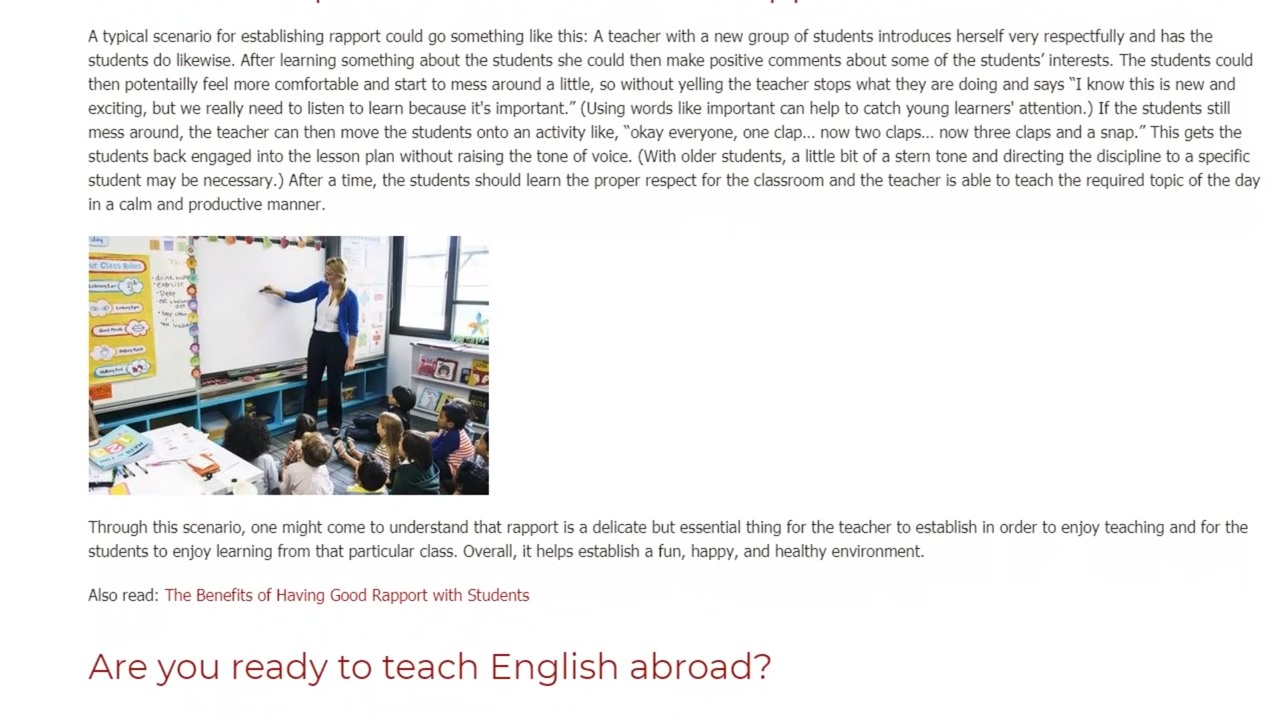 A typical scenario for establishing rapport could go something like this: A teacher with a new group of students introduces herself very respectfully and has the
students do likewise. After learning something about the students she could then make positive comments about some of the students’ interests. The students could
then potentailly feel more comfortable and start to mess around a little, so without yelling the teacher stops what they are doing and says “I know this is new and
exciting, but we really need to listen to learn because it's important.” (Using words like important can help to catch young learners' attention.) If the students still
mess around, the teacher can then move the students onto an activity like, “okay everyone, one clap... now two claps... now three claps and a snap.” This gets the
students back engaged into the lesson plan without raising the tone of voice. (With older students, a little bit of a stern tone and directing the discipline to a specific
student may be necessary.) After a time, the students should learn the proper respect for the classroom and the teacher is able to teach the required topic of the day
in a calm and productive manner.
ur Class Rules
Through this scenario, one might come to understand that rapport is a delicate but essential thing for the teacher to establish in order to enjoy teaching and for the
students to enjoy learning from that particular class. Overall, it helps establish a fun, happy, and healthy environment.
Also read: The Benefits of Having Good Rapport with Students
Are you ready to teach English abroad?